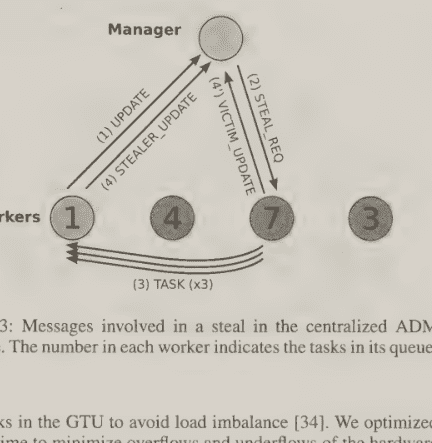 Manager
(1) UPDATE
(4) STEALER_UPDATE
(4') VICTIM_UPDATE
(2) STEAL_REQ
rkers 1 4 7 3
(3) TASK (x3)
3: Messages involved in a steal in the centralized ADM
. The number in each worker indicates the tasks in its queue
ks in the GTU to avoid load imbalance [34]. We optimized
time to minimize overflows and underflows of the hardware